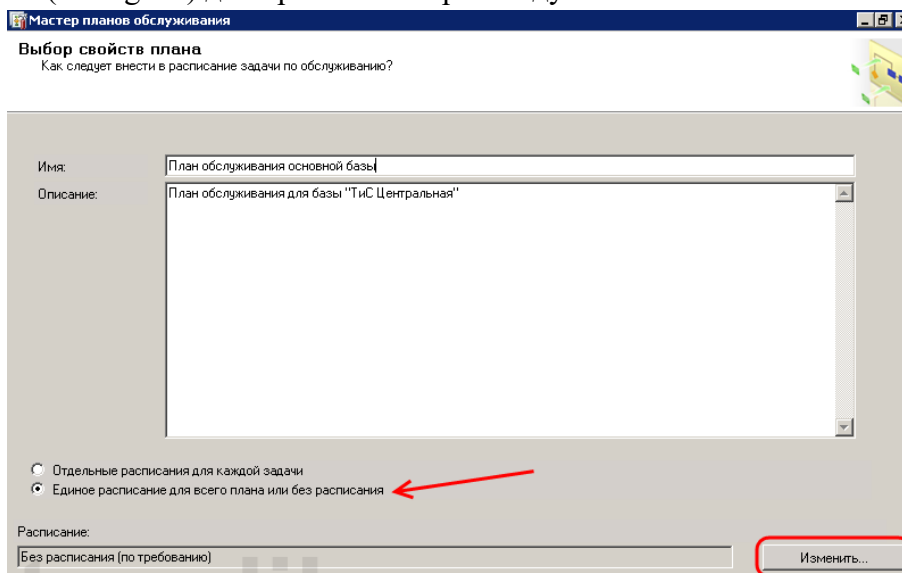 Мастер планов обслуживания
Выбор свойств плана
Как следует внести в расписание задачи по обслуживанию?
Имя:
План обслуживания основной базы
Описание:
План обслуживания для базы "ТиС Центральная"
Отдельные расписания для каждой задачи
Единое расписание для всего плана или без расписания
Расписание:
Без расписания (по требованию)
Изменить...